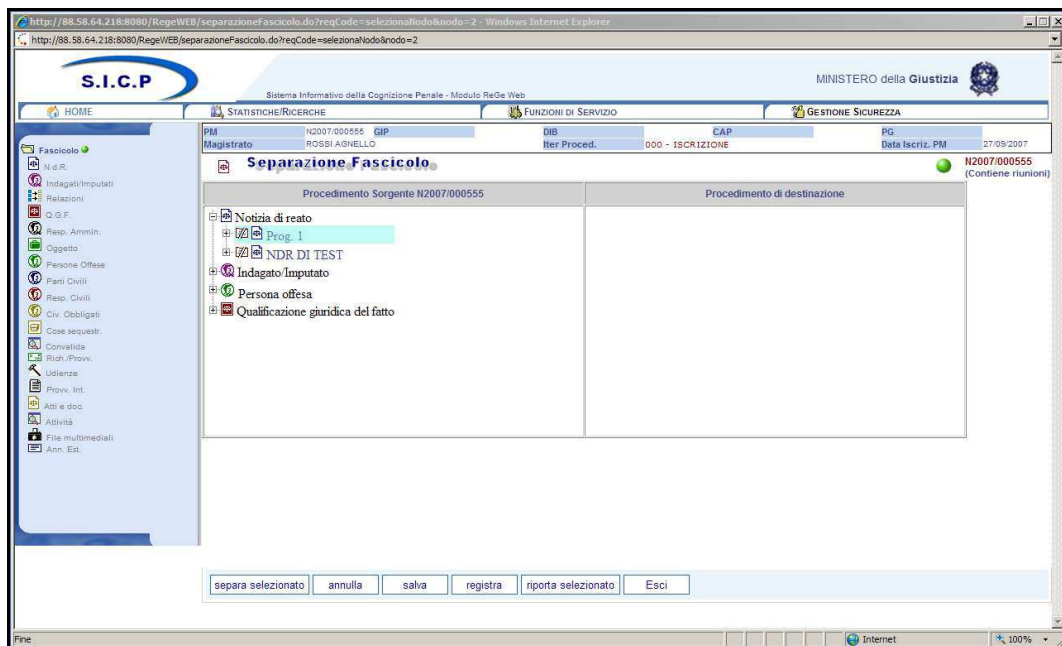 http://88.58.64.218:8080/RegeWEB/separazioneFascicolo.do?reqCode=selezionaNodo&nodo=2 - Windows Internet Explorer
http://88.58.64.218:8080/RegeWEB/separazioneFascicolo.do?reqCode=selezionaNodo&nodo=2
S.I.C.P
Sistema Informativo della Cognizione Penale - Modulo ReGe Web
MINISTERO della Giustizia
HOME STATISTICHE/RICERCHE FUNZIONI DI SERVIZIO GESTIONE SICUREZZA
PM N2007/000555 GIP DIB CAP PG
Magistrato ROSSI AGNELLO Iter Proced. 000 - ISCRIZIONE Data Iscriz. PM 27/09/2007
Fascicolo
N.d.R.
Indagati/Imputati
Relazioni
Q.G.F.
Resp. Ammin.
Oggetto
Persone Offese
Parti Civili
Resp. Civili
Civ. Obbligati
Cose sequestr.
Convalida
Rich./Provv.
Udienze
Provv. Int.
Atti e doc.
Attività
File multimediali
Ann. Est.
Separazione Fascicolo
N2007/000555
(Contiene riunioni)
Procedimento Sorgente N2007/000555 Procedimento di destinazione
Notizia di reato
Prog. 1
NDR DI TEST
Indagato/Imputato
Persona offesa
Qualificazione giuridica del fatto
separa selezionato annulla salva registra riporta selezionato Esci
Fine Internet 100%